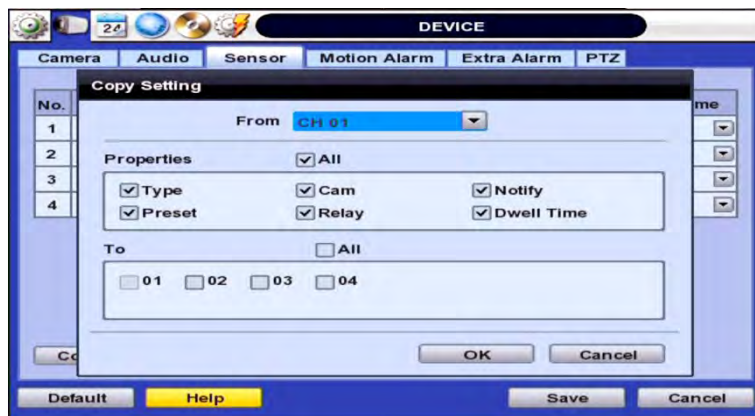 24
DEVICE
Camera Audio Sensor Motion Alarm Extra Alarm PTZ
Copy Setting
No. me
From CH 01
1
2
Properties All
3
Type Cam Notify
4
Preset Relay Dwell Time
To All
01 02 03 04
OK Cancel
Default Help Save Cancel